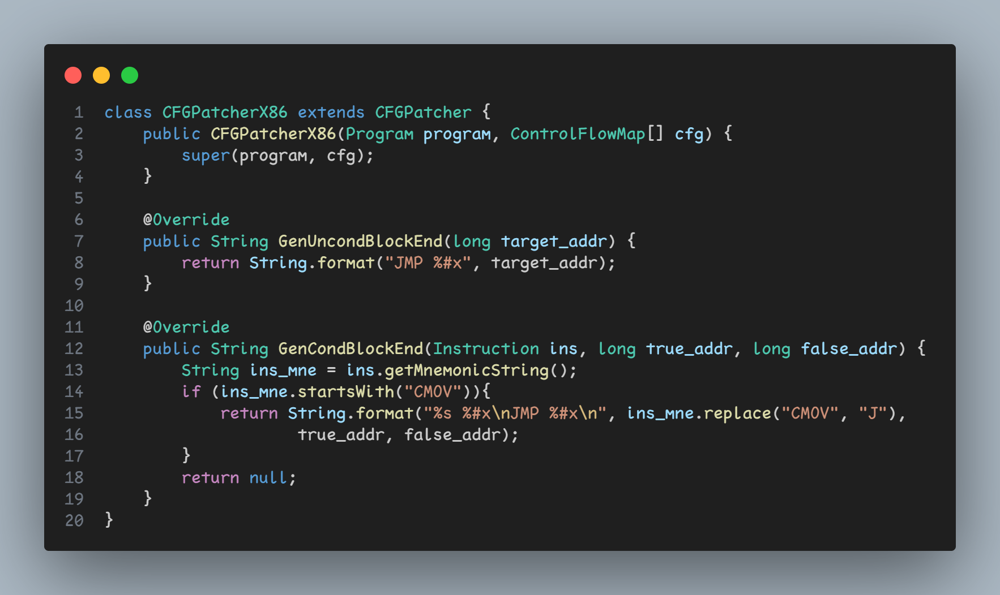 1 class CFGPatcherX86 extends CFGPatcher {
2     public CFGPatcherX86(Program program, ControlFlowMap[] cfg) {
3         super(program, cfg);
4     }
5
6     @Override
7     public String GenUncondBlockEnd(long target_addr) {
8         return String.format("JMP %#x", target_addr);
9     }
10
11     @Override
12     public String GenCondBlockEnd(Instruction ins, long true_addr, long false_addr) {
13         String ins_mne = ins.getMnemonicString();
14         if (ins_mne.startsWith("CMOV")){
15             return String.format("%s %#x\nJMP %#x\n", ins_mne.replace("CMOV", "J"),
16                     true_addr, false_addr);
17         }
18         return null;
19     }
20 }